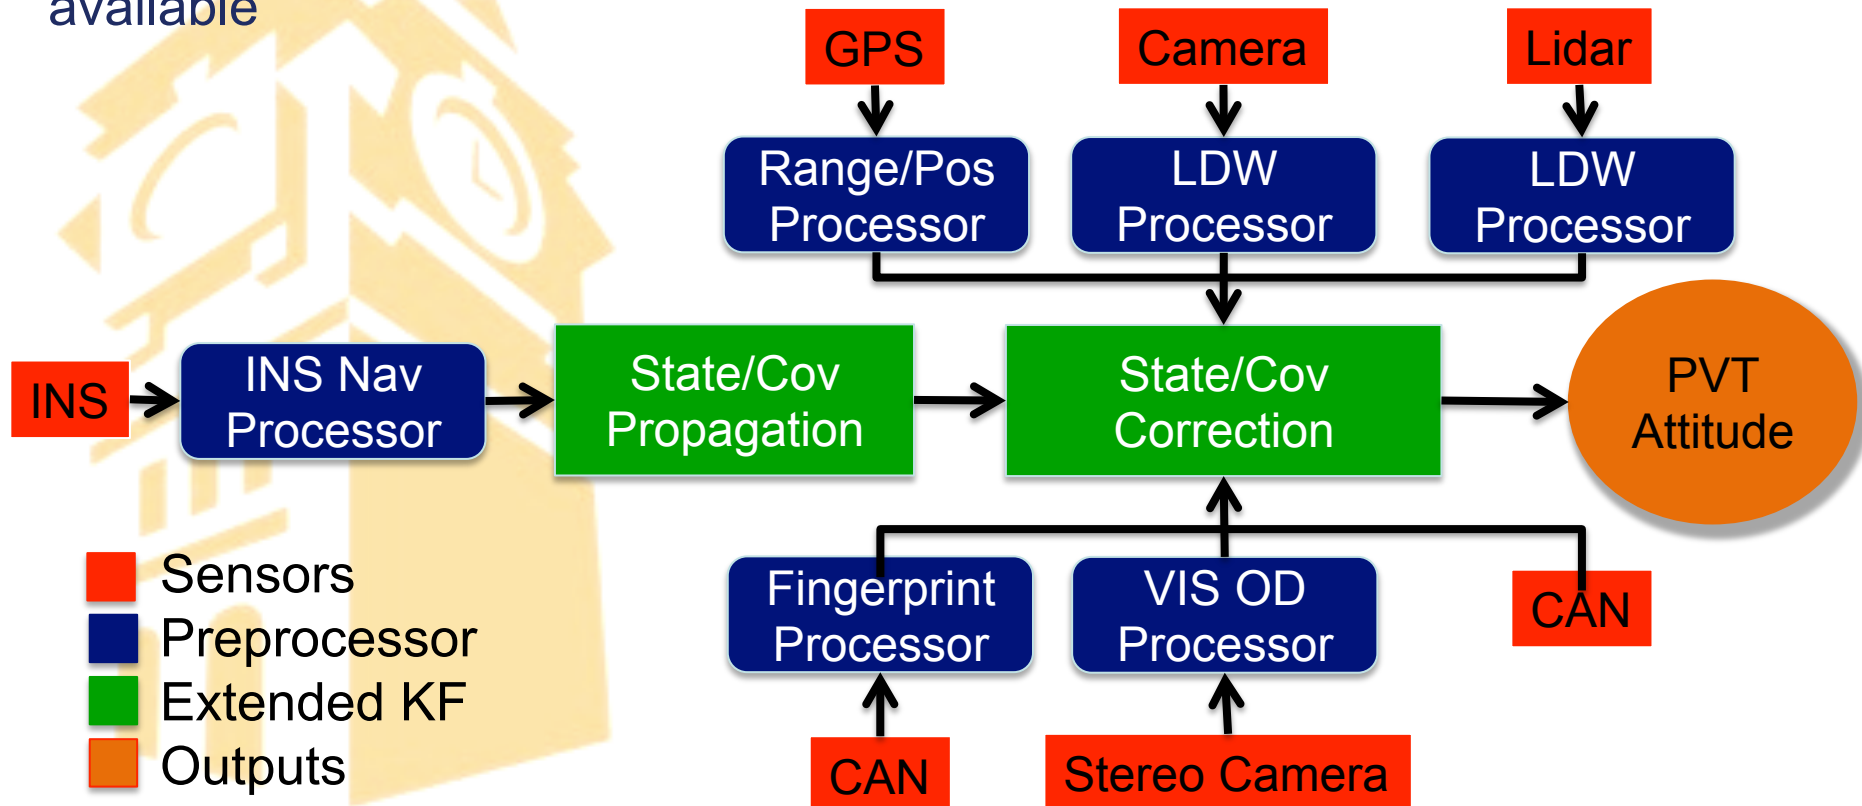 available
GPS
Camera
Lidar
Range/Pos
Processor
LDW
Processor
LDW
Processor
INS
INS Nav
Processor
State/Cov
Propagation
State/Cov
Correction
PVT
Attitude
Sensors
Preprocessor
Extended KF
Outputs
Fingerprint
Processor
VIS OD
Processor
CAN
CAN
Stereo Camera